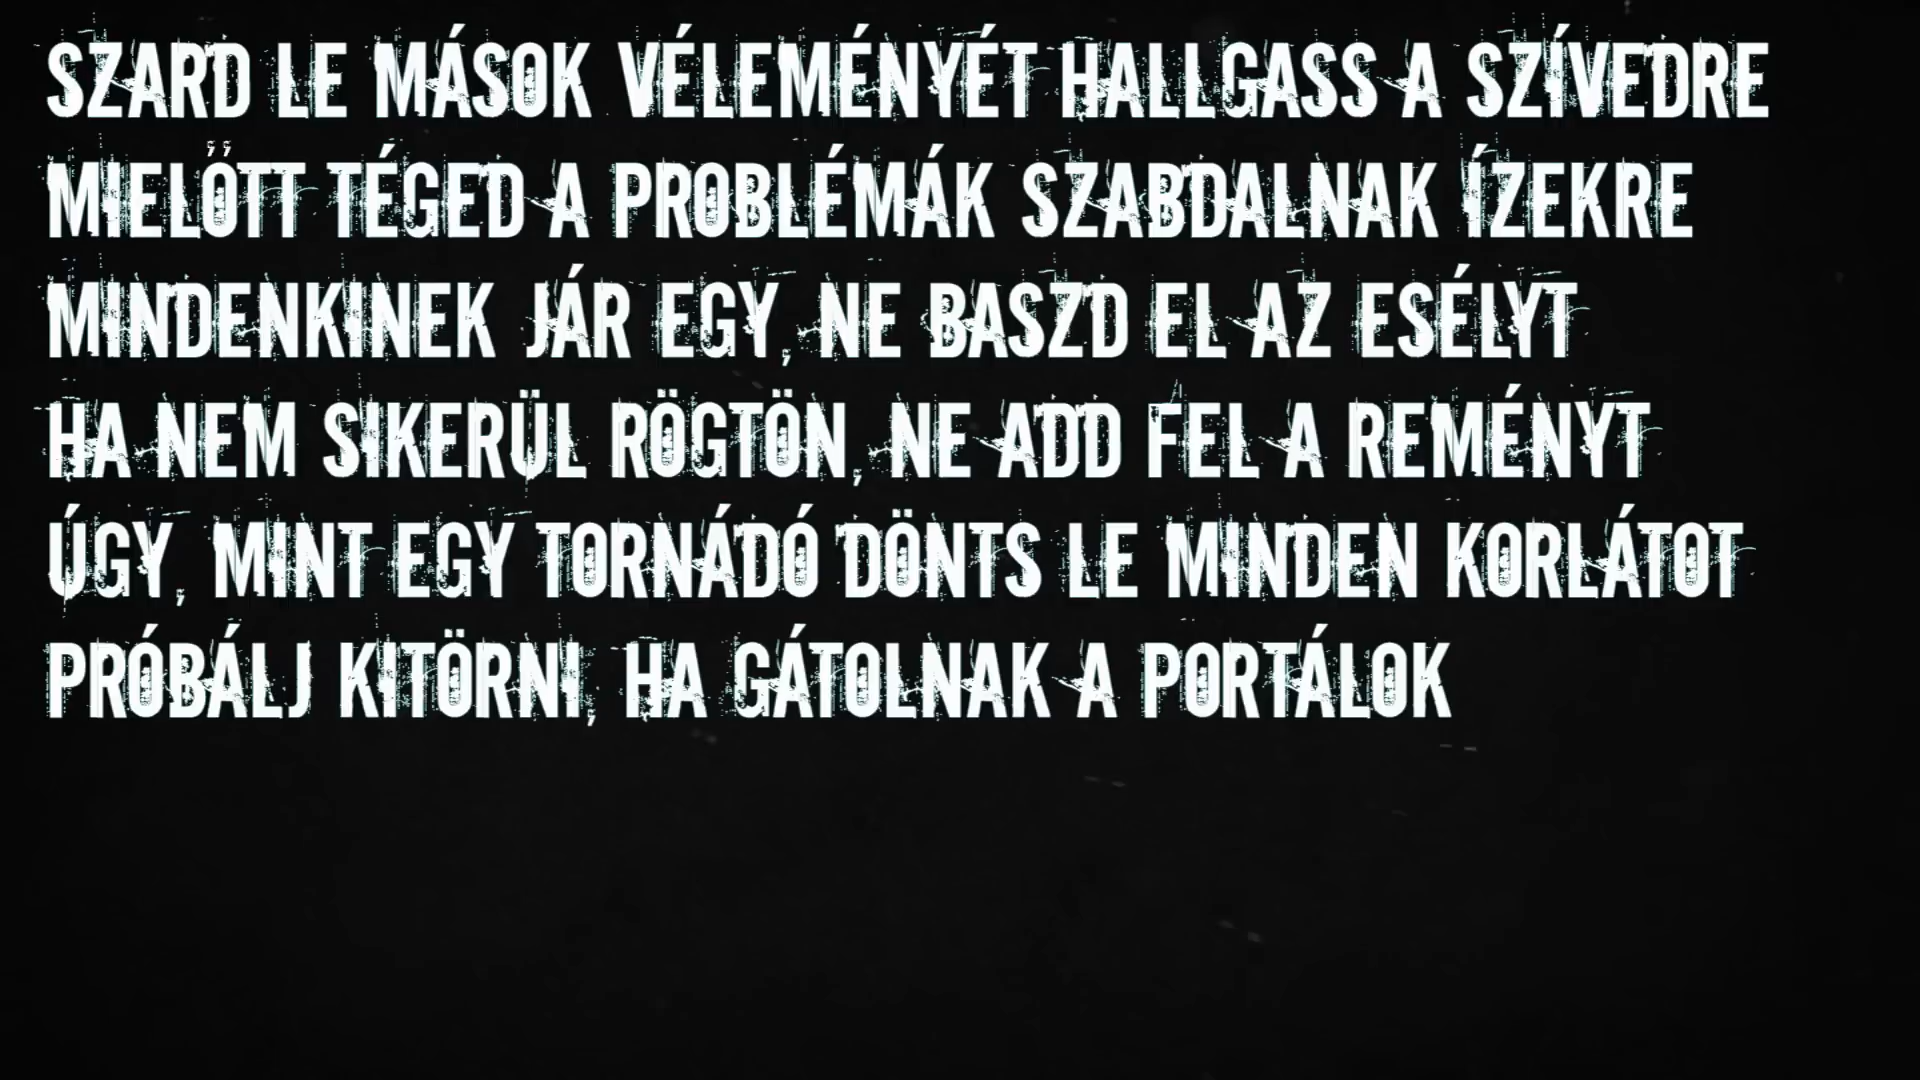 SZARD LE MÁSOK VÉLEMÉNYÉT HALLGASS A SZÍVEDRE
MIELŐTT TÉGED A PROBLÉMÁK SZABDALNAK ÍZEKRE
MINDENKINEK JÁR EGY, NE BASZD EL AZ ESÉLYT
HA NEM SIKERÜL RÖGTÖN, NE ADD FEL A REMÉNYT
ÚGY, MINT EGY TORNÁDÓ DÖNTS LE MINDEN KORLÁTOT
PRÓBÁLJ KITÖRNI, HA GÁTOLNAK A PORTÁLOK